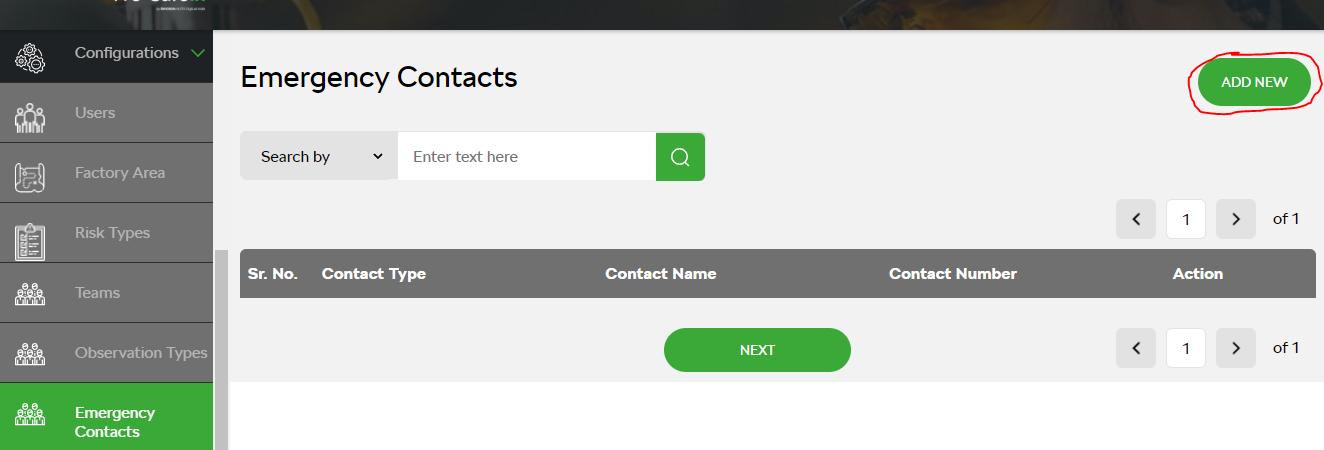 Configurations
Users
Factory Area
Risk Types
Teams
Observation Types
Emergency
Contacts
Emergency Contacts
ADD NEW
Search by
Enter text here
1
of 1
Sr. No. Contact Type Contact Name Contact Number Action
NEXT
1
of 1